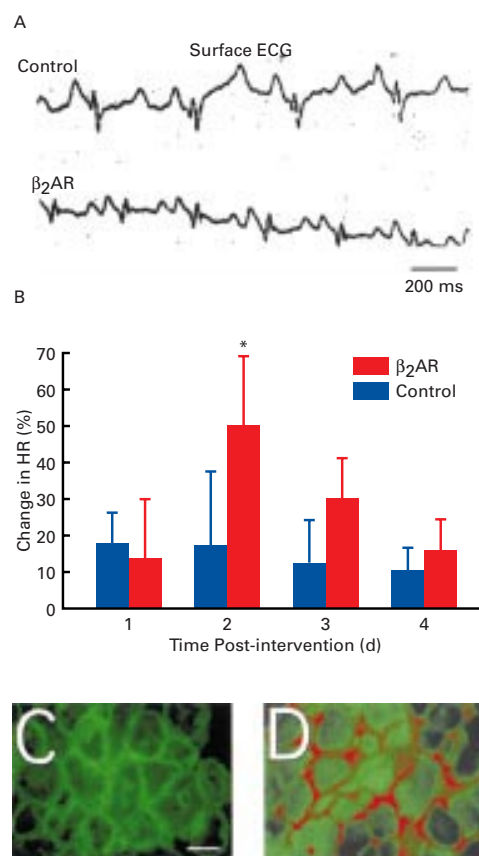 A
Surface ECG
Control
β2AR
200 ms
B
*
70
60
50
40
30
20
10
0
Change in HR (%)
β2AR
Control
1 2 3 4
Time Post-intervention (d)
C D